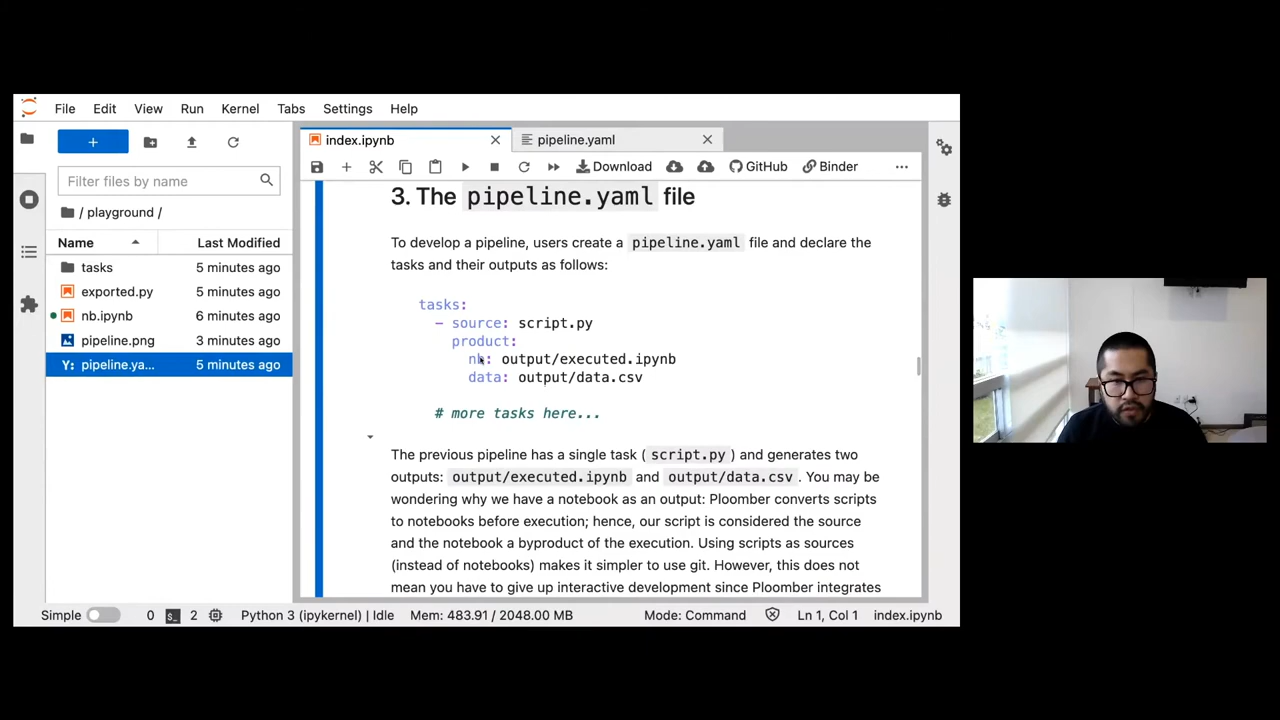 File Edit View Run Kernel Tabs Settings Help
index.ipynb
pipeline.yaml
Filter files by name
Download GitHub Binder
/ playground /
Name Last Modified
tasks 5 minutes ago
exported.py 5 minutes ago
nb.ipynb 6 minutes ago
pipeline.png 3 minutes ago
Y: pipeline.ya... 5 minutes ago
3. The pipeline.yaml file
To develop a pipeline, users create a pipeline.yaml file and declare the
tasks and their outputs as follows:
tasks:
- source: script.py
product:
nb: output/executed.ipynb
data: output/data.csv
# more tasks here...
The previous pipeline has a single task ( script.py ) and generates two
outputs: output/executed.ipynb and output/data.csv . You may be
wondering why we have a notebook as an output: Ploomber converts scripts
to notebooks before execution; hence, our script is considered the source
and the notebook a byproduct of the execution. Using scripts as sources
(instead of notebooks) makes it simpler to use git. However, this does not
mean you have to give up interactive development since Ploomber integrates
Simple 0 2 Python 3 (ipykernel) | Idle Mem: 483.91 / 2048.00 MB Mode: Command Ln 1, Col 1 index.ipynb